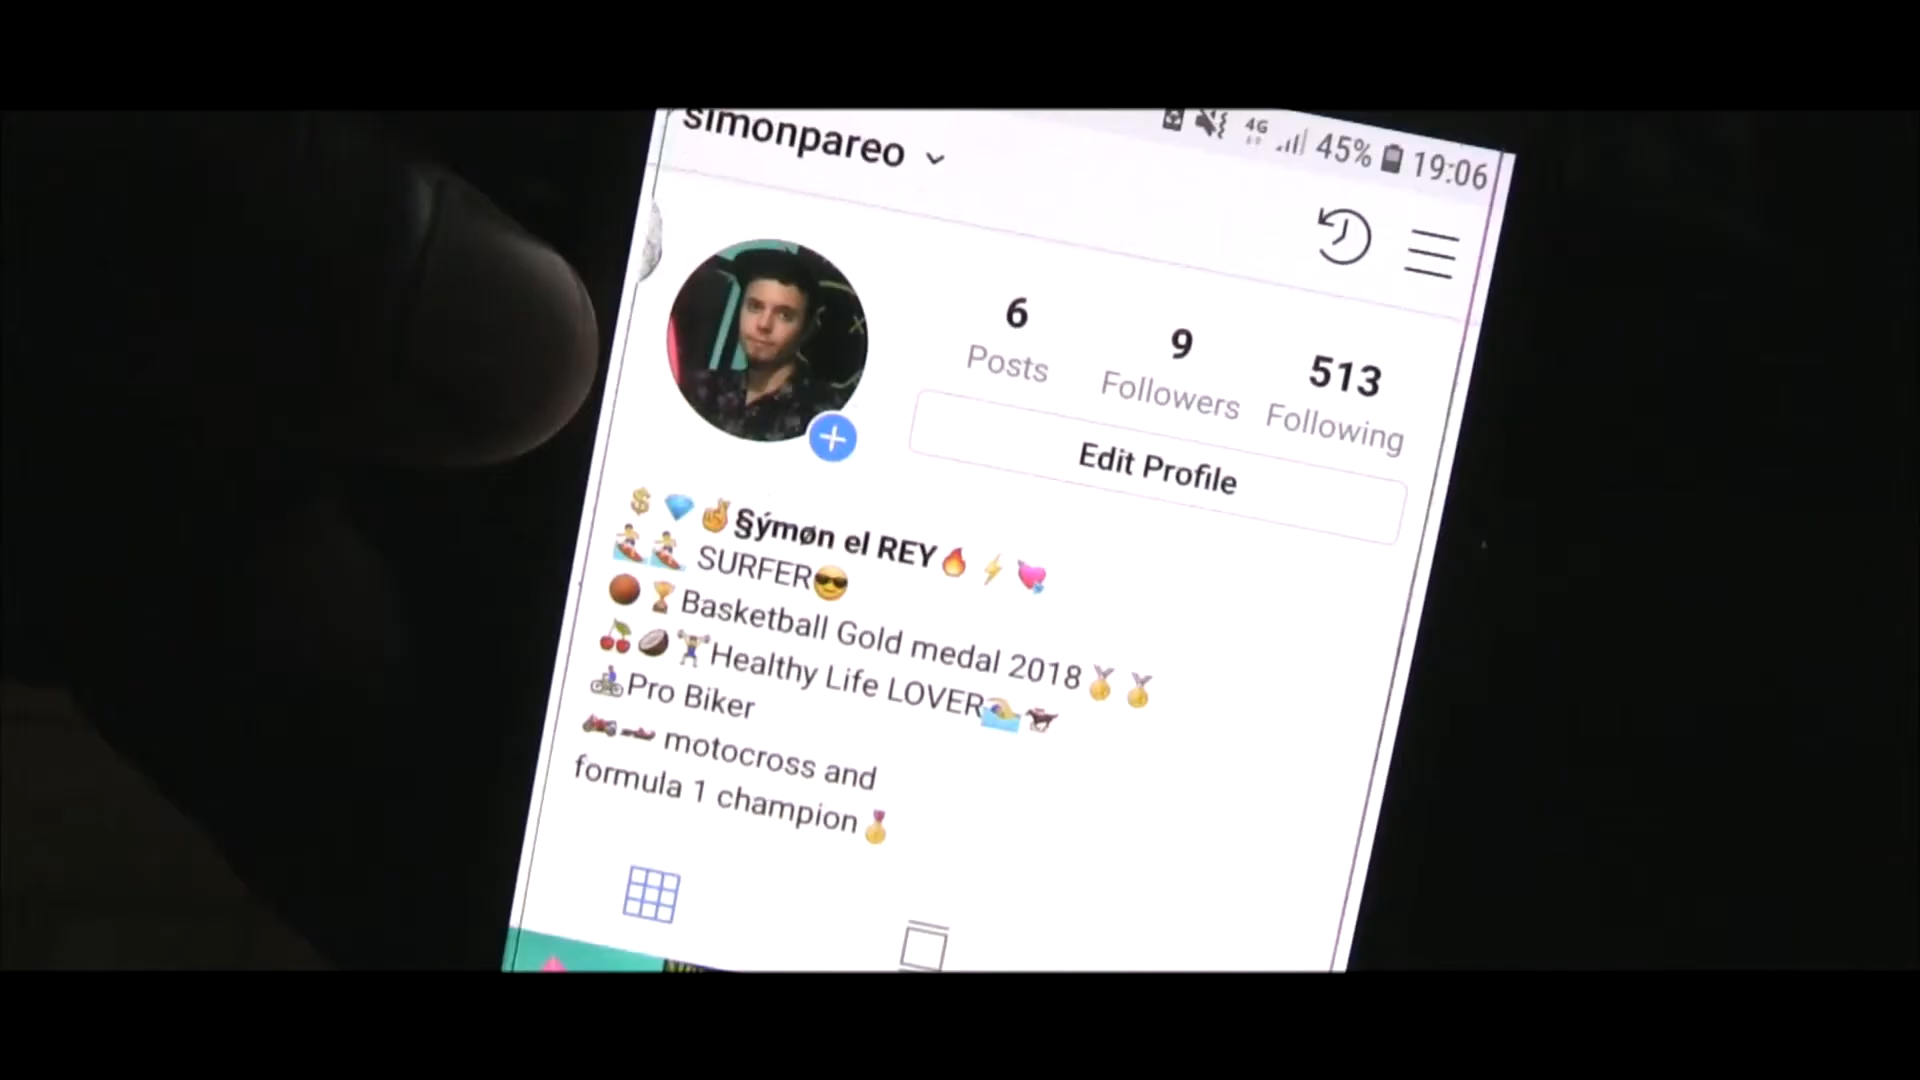 simonpareo
4G 45% 19:06
6 9 513
Posts Followers Following
Edit Profile
$💎🤞§ýmøn el REY🔥⚡💘
🏄🏄 SURFER😎
🏀🏆Basketball Gold medal 2018🏅🏅
🍒🥥🏋Healthy Life LOVER🏊🏇
🚴Pro Biker
🏍🏎 motocross and
formula 1 champion🏅